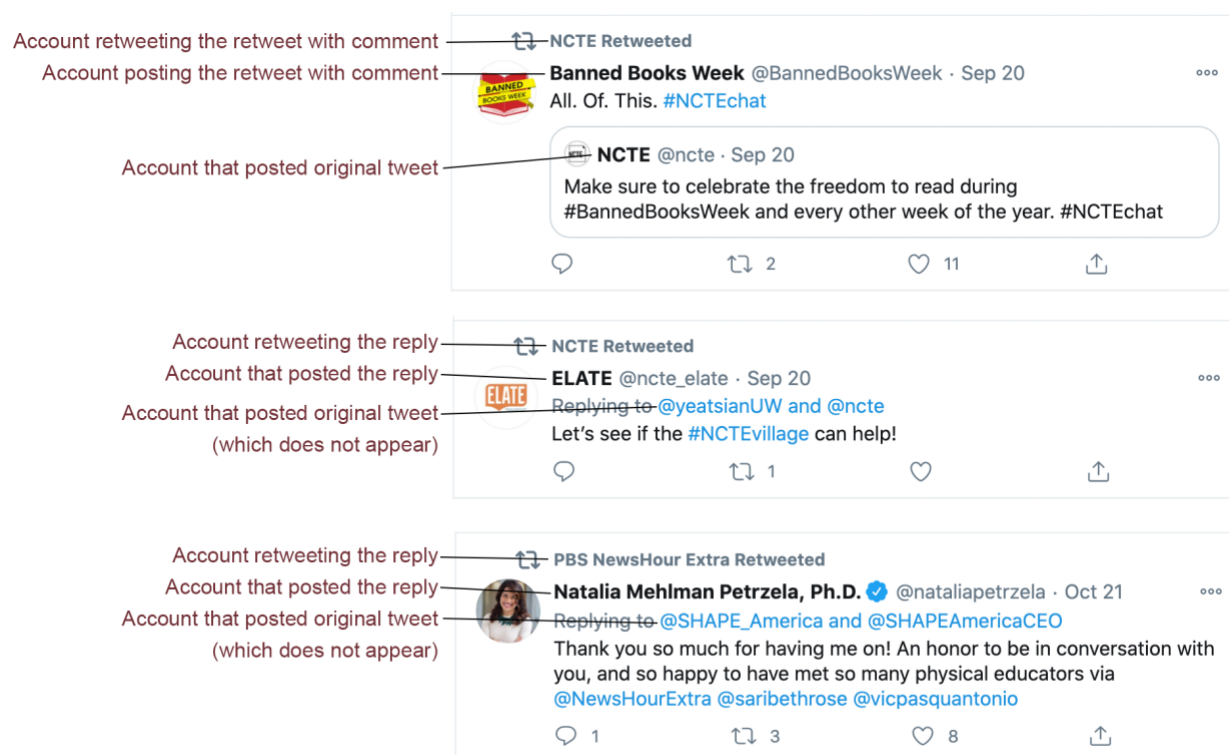 Account retweeting the retweet with comment NCTE Retweeted
Account posting the retweet with comment Banned Books Week @BannedBooksWeek · Sep 20
BANNED
BOOKS WEEK
All. Of. This. #NCTEchat
Account that posted original tweet NCTE NCTE @ncte · Sep 20
Make sure to celebrate the freedom to read during
#BannedBooksWeek and every other week of the year. #NCTEchat
2 11
Account retweeting the reply NCTE Retweeted
Account that posted the reply ELATE @ncte_elate · Sep 20
ELATE
Account that posted original tweet Replying to @yeatsianUW and @ncte
(which does not appear) Let's see if the #NCTEvillage can help!
1
Account retweeting the reply PBS NewsHour Extra Retweeted
Account that posted the reply Natalia Mehlman Petrzela, Ph.D. @nataliapetrzela · Oct 21
Account that posted original tweet Replying to @SHAPE_America and @SHAPEAmericaCEO
(which does not appear) Thank you so much for having me on! An honor to be in conversation with
you, and so happy to have met so many physical educators via
@NewsHourExtra @saribethrose @vicpasquantonio
1 3 8